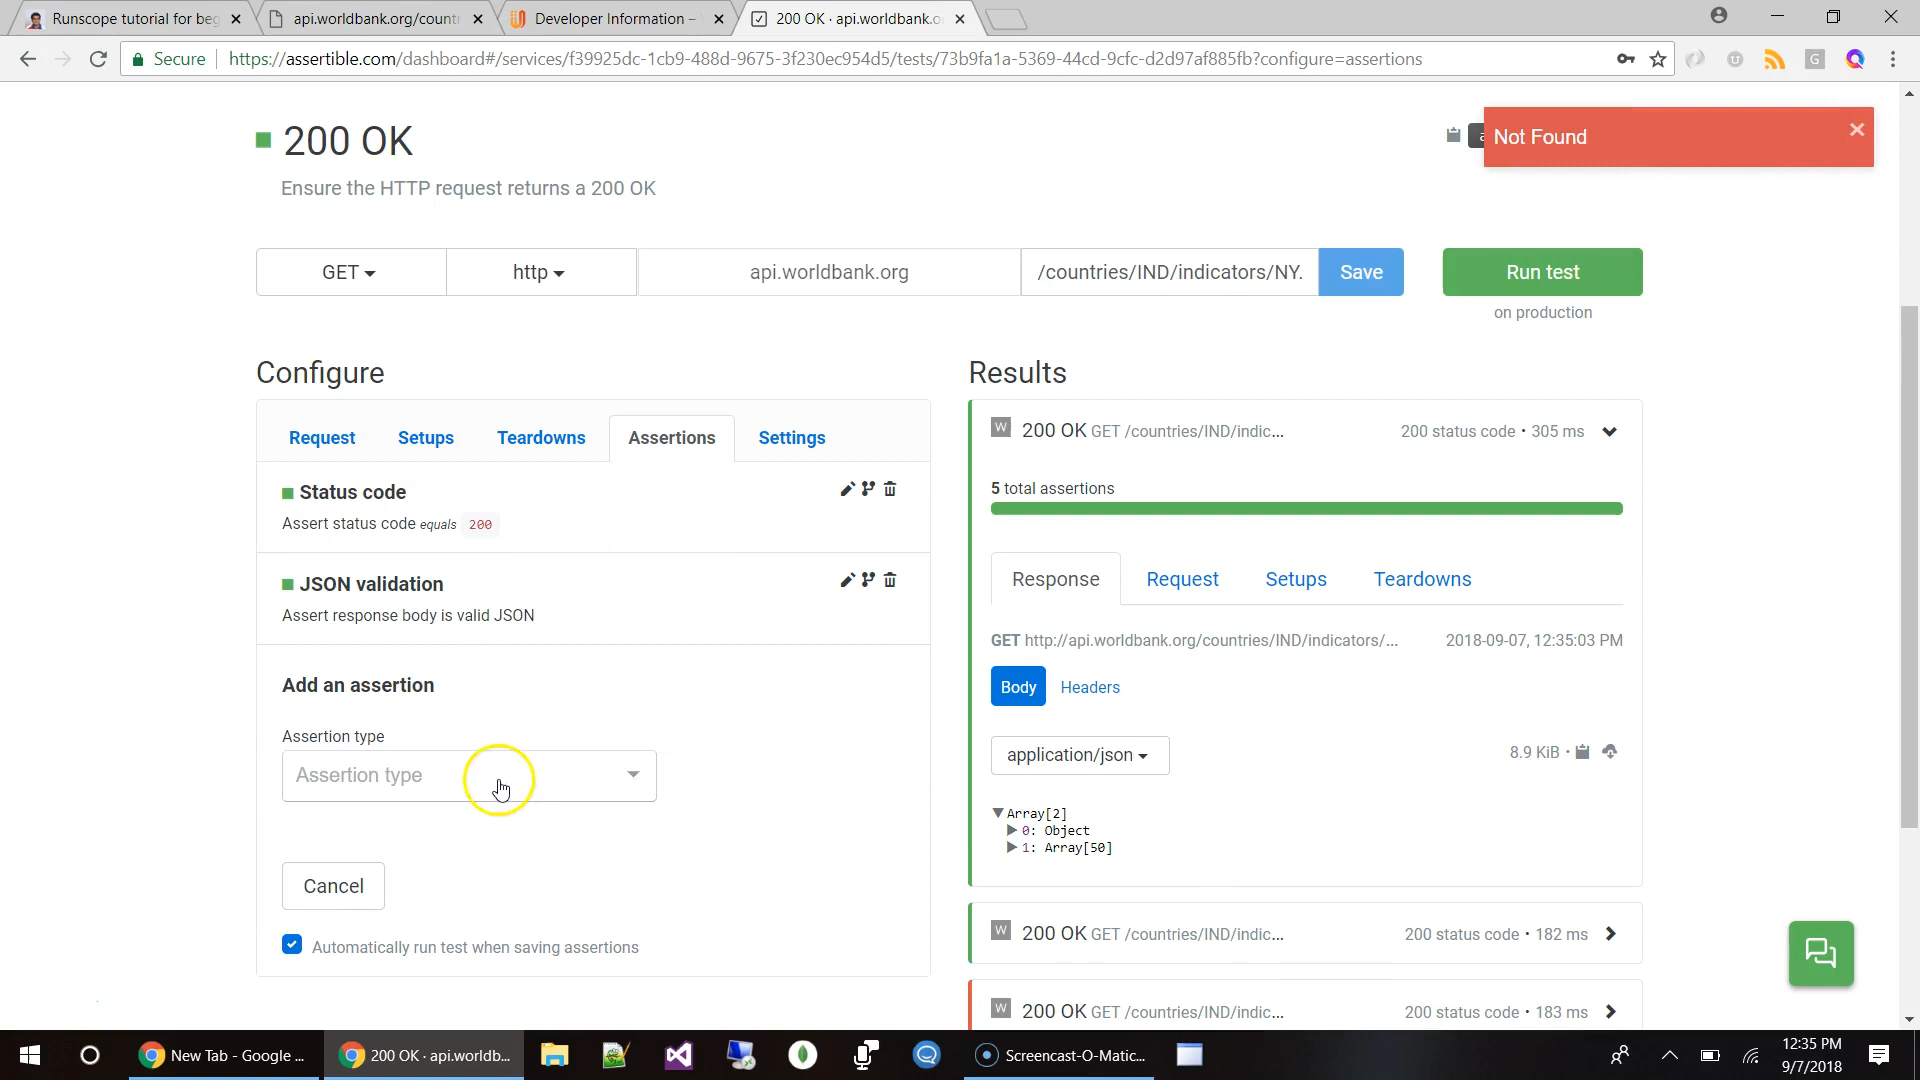 Runscope tutorial for beg
api.worldbank.org/countr
Developer Information –
200 OK · api.worldbank.o
Secure
https://assertible.com/dashboard#/services/f39925dc-1cb9-488d-9675-3f230ec954d5/tests/73b9fa1a-5369-44cd-9cfc-d2d97af885fb?configure=assertions
200 OK
Not Found
Ensure the HTTP request returns a 200 OK
GET
http
api.worldbank.org
/countries/IND/indicators/NY.
Save
Run test
on production
Configure
Results
Request
Setups
Teardowns
Assertions
Settings
Status code
Assert status code equals 200
JSON validation
Assert response body is valid JSON
Add an assertion
Assertion type
Assertion type
Cancel
Automatically run test when saving assertions
W
200 OK GET /countries/IND/indic...
200 status code • 305 ms
5 total assertions
Response
Request
Setups
Teardowns
GET http://api.worldbank.org/countries/IND/indicators/...
2018-09-07, 12:35:03 PM
Body
Headers
application/json
8.9 KiB •
Array[2]
0: Object
1: Array[50]
W
200 OK GET /countries/IND/indic...
200 status code • 182 ms
W
200 OK GET /countries/IND/indic...
200 status code • 183 ms
New Tab - Google ...
200 OK · api.worldb...
Screencast-O-Matic...
12:35 PM
9/7/2018